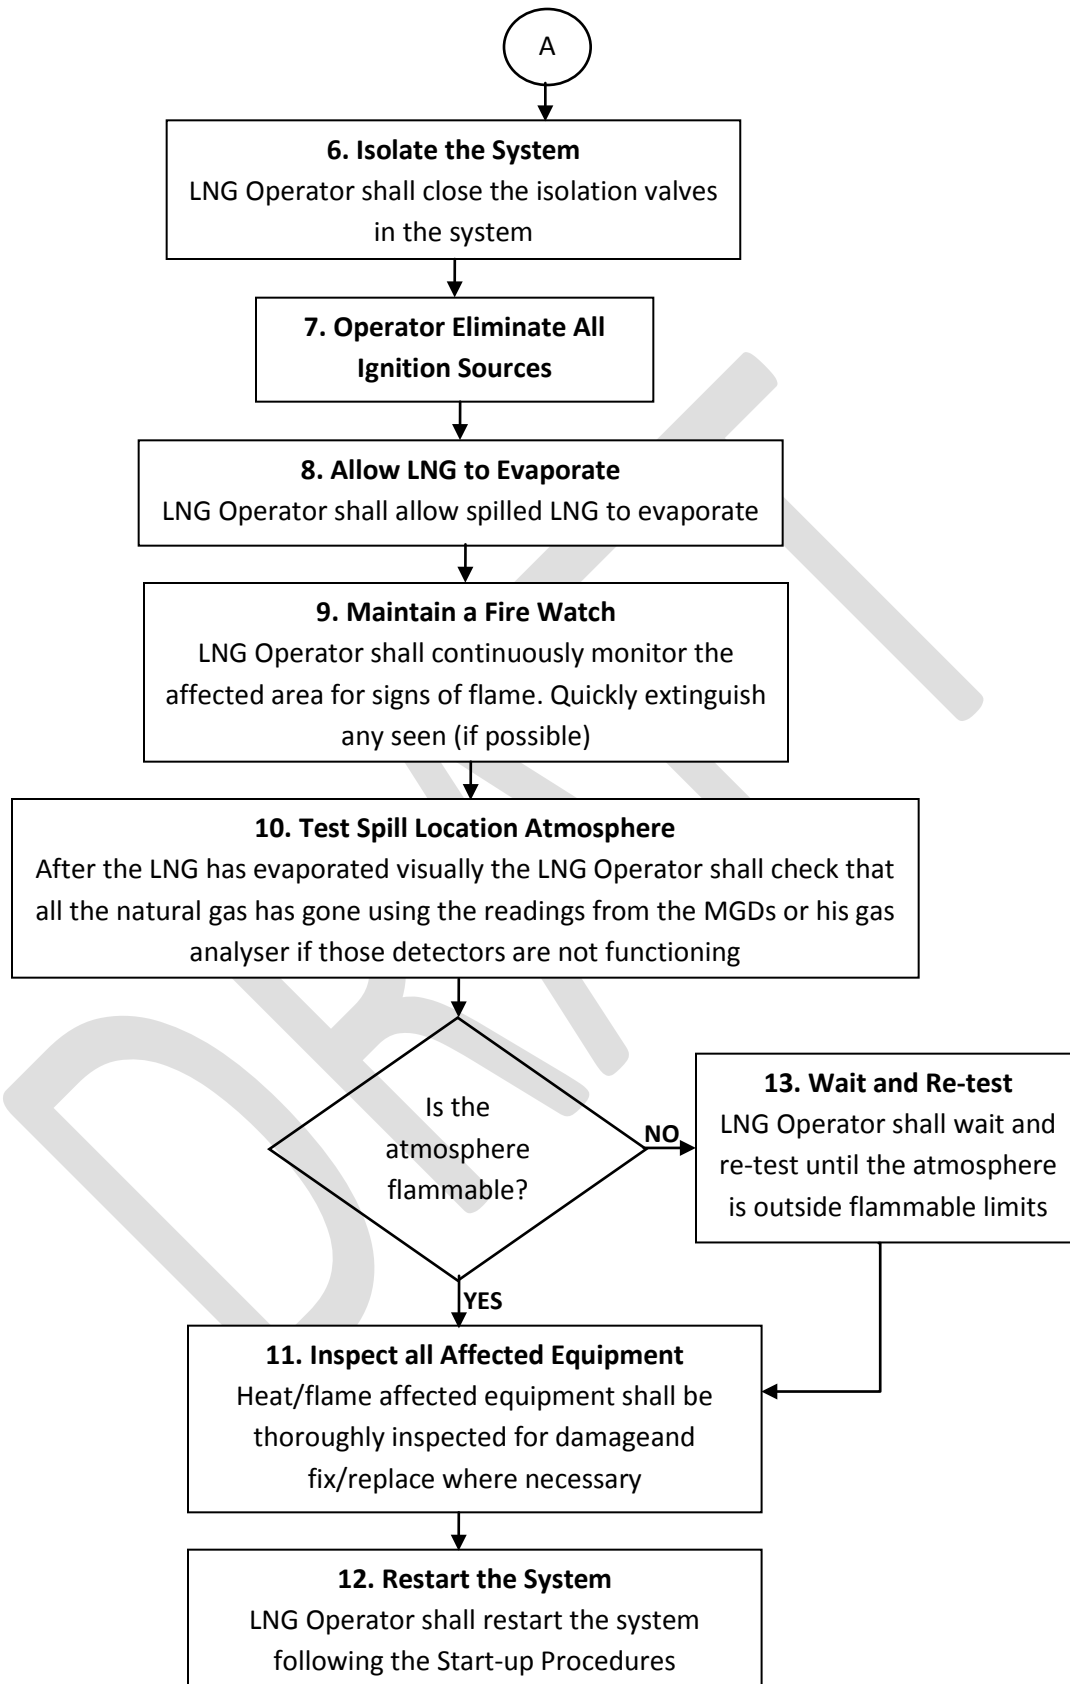 A
6. Isolate the System
LNG Operator shall close the isolation valves
in the system
7. Operator Eliminate All
Ignition Sources
8. Allow LNG to Evaporate
LNG Operator shall allow spilled LNG to evaporate
9. Maintain a Fire Watch
LNG Operator shall continuously monitor the
affected area for signs of flame. Quickly extinguish
any seen (if possible)
10. Test Spill Location Atmosphere
After the LNG has evaporated visually the LNG Operator shall check that
all the natural gas has gone using the readings from the MGDs or his gas
analyser if those detectors are not functioning
Is the
atmosphere
flammable?
NO
13. Wait and Re-test
LNG Operator shall wait and
re-test until the atmosphere
is outside flammable limits
YES
11. Inspect all Affected Equipment
Heat/flame affected equipment shall be
thoroughly inspected for damageand
fix/replace where necessary
12. Restart the System
LNG Operator shall restart the system
following the Start-up Procedures
DRAFT